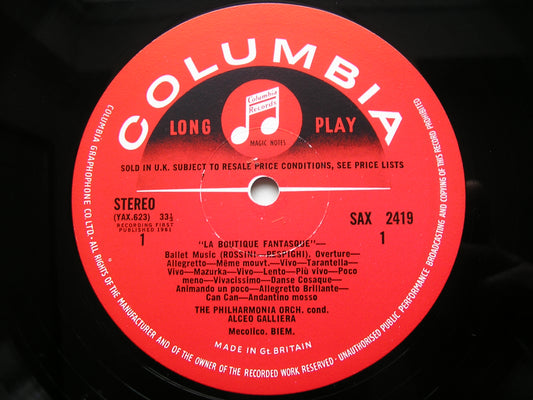 COLUMBIA
Columbia
Records
MAGIC NOTES
LONG PLAY
SOLD IN U.K. SUBJECT TO RESALE PRICE CONDITIONS, SEE PRICE LISTS
STEREO
(YAX.623) 33⅓
RECORDING FIRST
PUBLISHED 1961
1
SAX 2419
1
"LA BOUTIQUE FANTASQUE"—
Ballet Music (ROSSINI-RESPIGHI), Overture—
Allegretto—Même mouvt.—Vivo—Tarantella—
Vivo—Mazurka—Vivo—Lento—Più vivo—Poco
meno—Vivacissimo—Danse Cosaque—
Animando un poco—Allegretto Brillante—
Can Can—Andantino mosso
THE PHILHARMONIA ORCH. cond.
ALCEO GALLIERA
Mecolico. BIEM.
MADE IN Gt. BRITAIN
COLUMBIA GRAPHOPHONE CO. LTD. - ALL RIGHTS OF THE MANUFACTURER AND OF THE OWNER OF THE RECORDED WORK RESERVED - UNAUTHORISED PUBLIC PERFORMANCE BROADCASTING AND COPYING OF THIS RECORD PROHIBITED